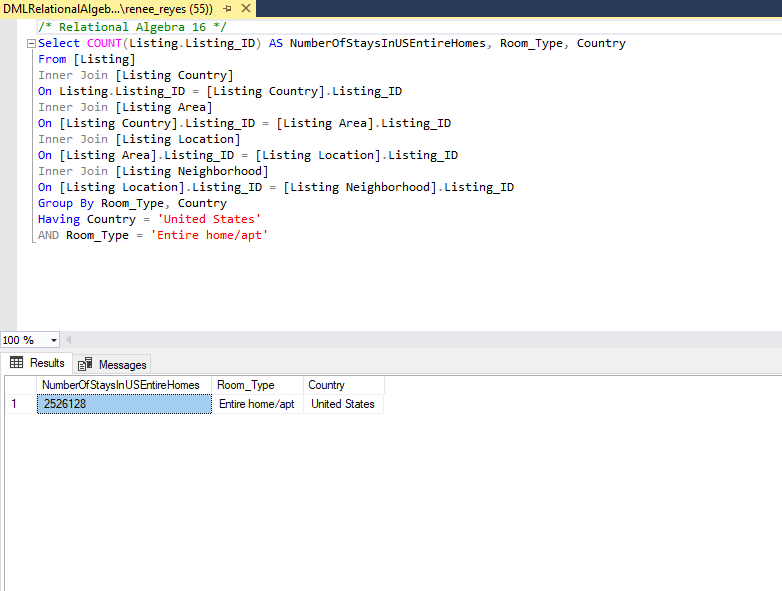 DMLRelationalAlgeb...\renee_reyes (55))
/* Relational Algebra 16 */
Select COUNT(Listing.Listing_ID) AS NumberOfStaysInUSEntireHomes, Room_Type, Country
From [Listing]
Inner Join [Listing Country]
On Listing.Listing_ID = [Listing Country].Listing_ID
Inner Join [Listing Area]
On [Listing Country].Listing_ID = [Listing Area].Listing_ID
Inner Join [Listing Location]
On [Listing Area].Listing_ID = [Listing Location].Listing_ID
Inner Join [Listing Neighborhood]
On [Listing Location].Listing_ID = [Listing Neighborhood].Listing_ID
Group By Room_Type, Country
Having Country = 'United States'
AND Room_Type = 'Entire home/apt'
100 %
Results Messages
NumberOfStaysInUSEntireHomes Room_Type Country
1 2526128 Entire home/apt United States